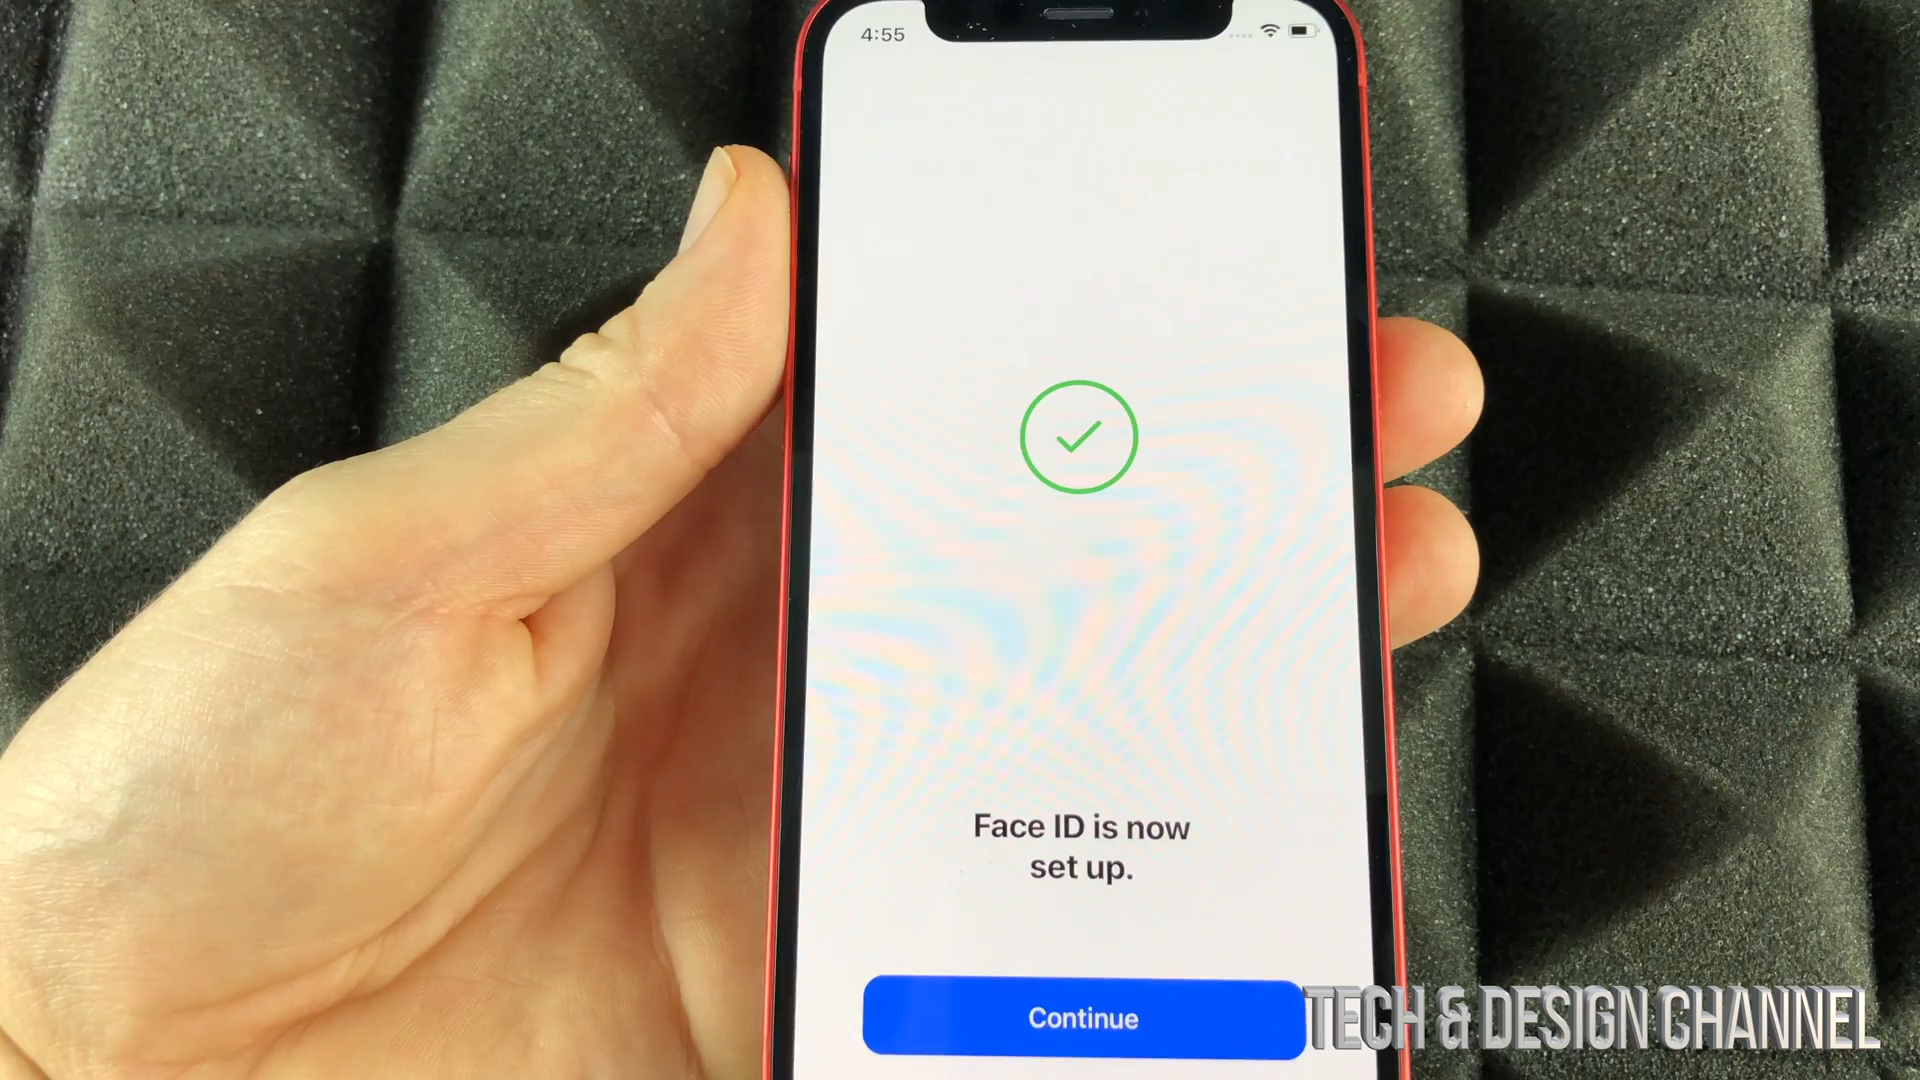 4:55
Face ID is now
set up.
Continue
TECH & DESIGN CHANNEL